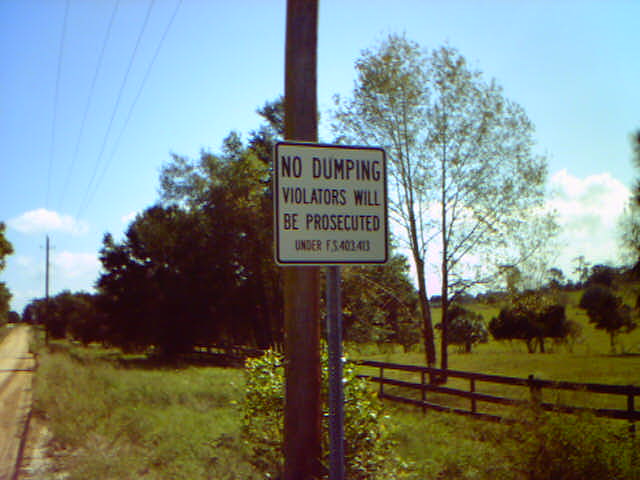 NO DUMPING
VIOLATORS WILL
BE PROSECUTED
UNDER F.S.403.413